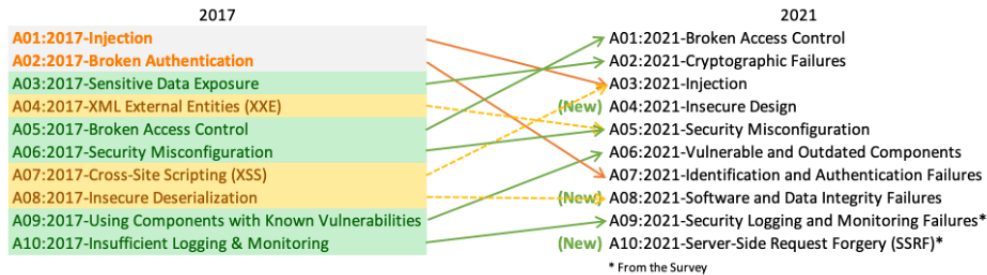 2017
2021
A01:2017-Injection
A02:2017-Broken Authentication
A03:2017-Sensitive Data Exposure
A04:2017-XML External Entities (XXE)
A05:2017-Broken Access Control
A06:2017-Security Misconfiguration
A07:2017-Cross-Site Scripting (XSS)
A08:2017-Insecure Deserialization
A09:2017-Using Components with Known Vulnerabilities
A10:2017-Insufficient Logging & Monitoring
A01:2021-Broken Access Control
A02:2021-Cryptographic Failures
A03:2021-Injection
(New) A04:2021-Insecure Design
A05:2021-Security Misconfiguration
A06:2021-Vulnerable and Outdated Components
A07:2021-Identification and Authentication Failures
(New) A08:2021-Software and Data Integrity Failures
A09:2021-Security Logging and Monitoring Failures*
(New) A10:2021-Server-Side Request Forgery (SSRF)*
* From the Survey